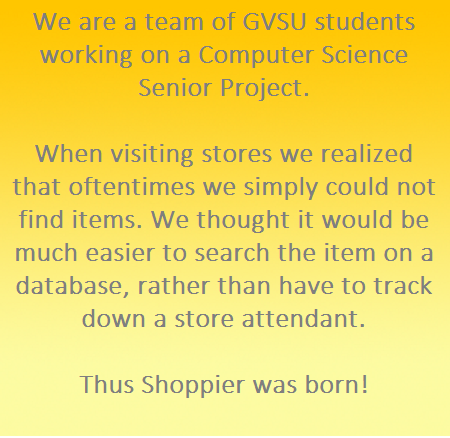 We are a team of GVSU students
working on a Computer Science
Senior Project.
When visiting stores we realized
that oftentimes we simply could not
find items. We thought it would be
much easier to search the item on a
database, rather than have to track
down a store attendant.
Thus Shoppier was born!